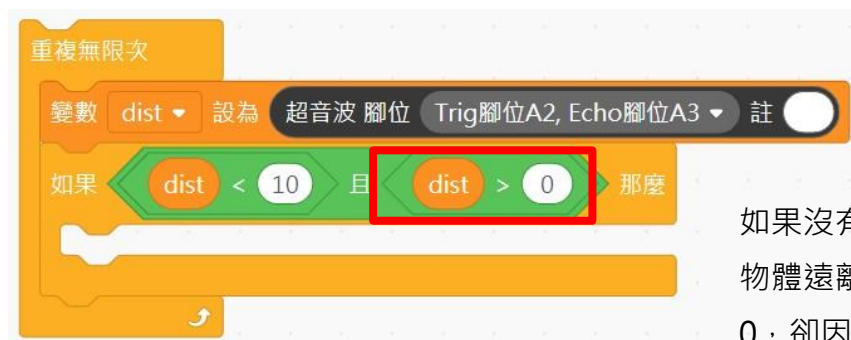 重複無限次
變數 dist 設為 超音波 腳位 Trig腳位A2, Echo腳位A3 註
如果 dist < 10 且 dist > 0 那麼
如果沒
物體遠
0，卻因